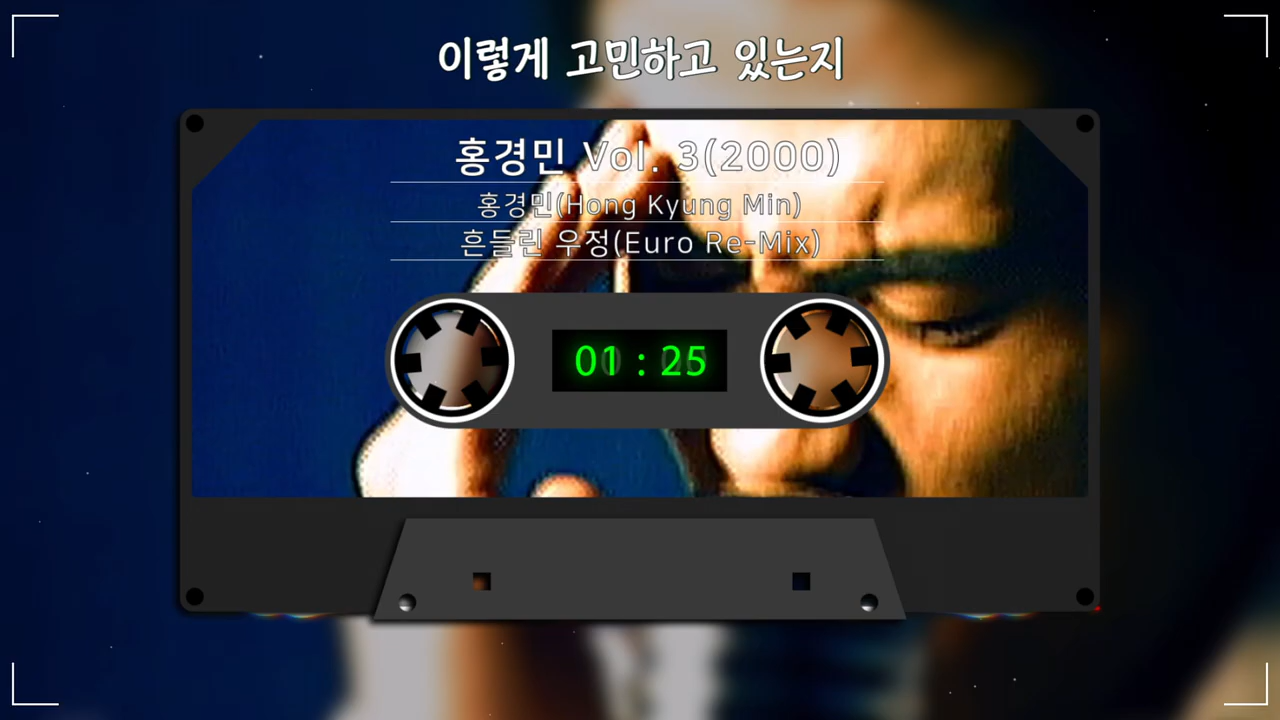 이렇게 고민하고 있는지
홍경민 Vol. 3(2000)
홍경민(Hong Kyung Min)
흔들린 우정(Euro Re-Mix)
01 : 25